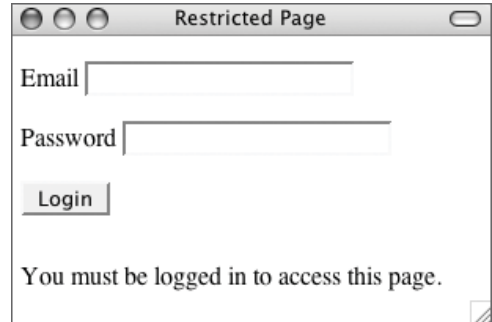 Restricted Page
Email
Password
Login
You must be logged in to access this page.